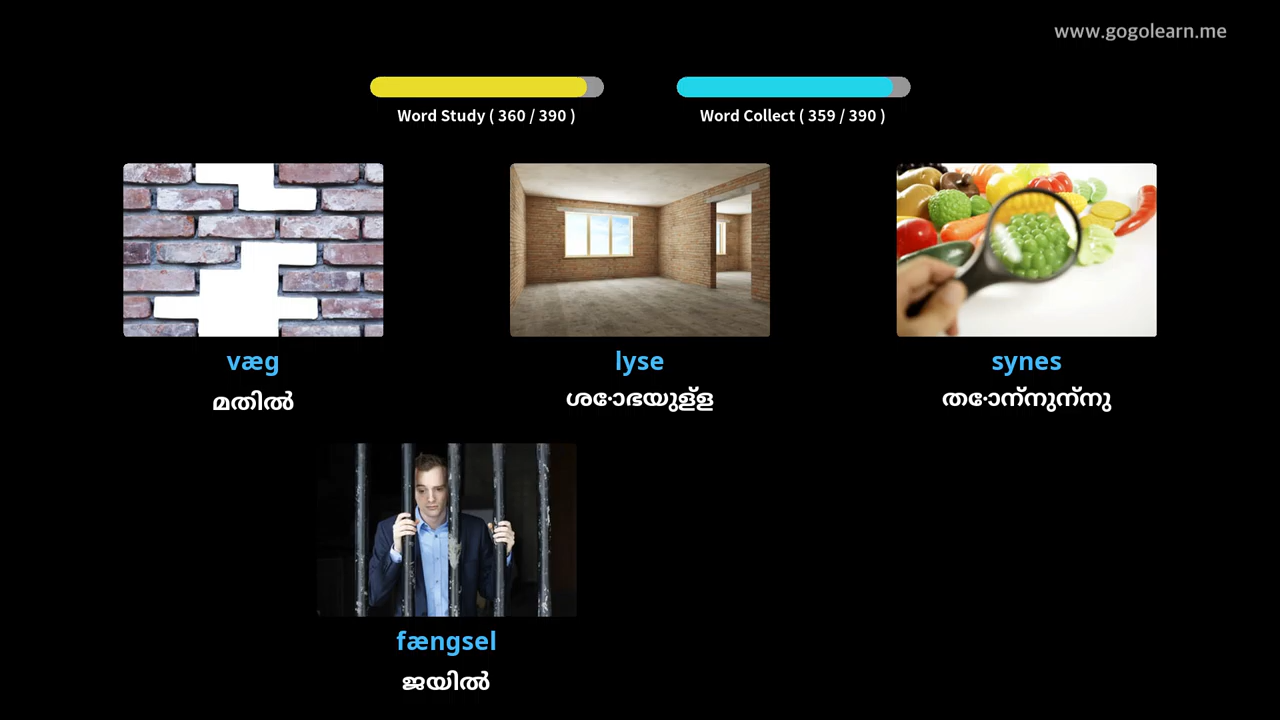 www.gogolearn.me
Word Study ( 360 / 390 )
Word Collect ( 359 / 390 )
væg
മതിൽ
lyse
ശോഭയുള്ള
synes
തോന്നുന്നു
fængsel
ജയിൽ